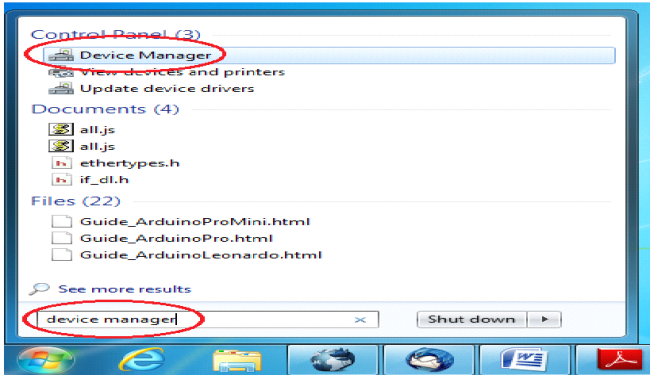 Control Panel (3)
Device Manager
View devices and printers
Update device drivers
Documents (4)
all.js
all.js
ethertypes.h
if_dl.h
Files (22)
Guide_ArduinoProMini.html
Guide_ArduinoPro.html
Guide_ArduinoLeonardo.html
See more results
device manager
Shut down